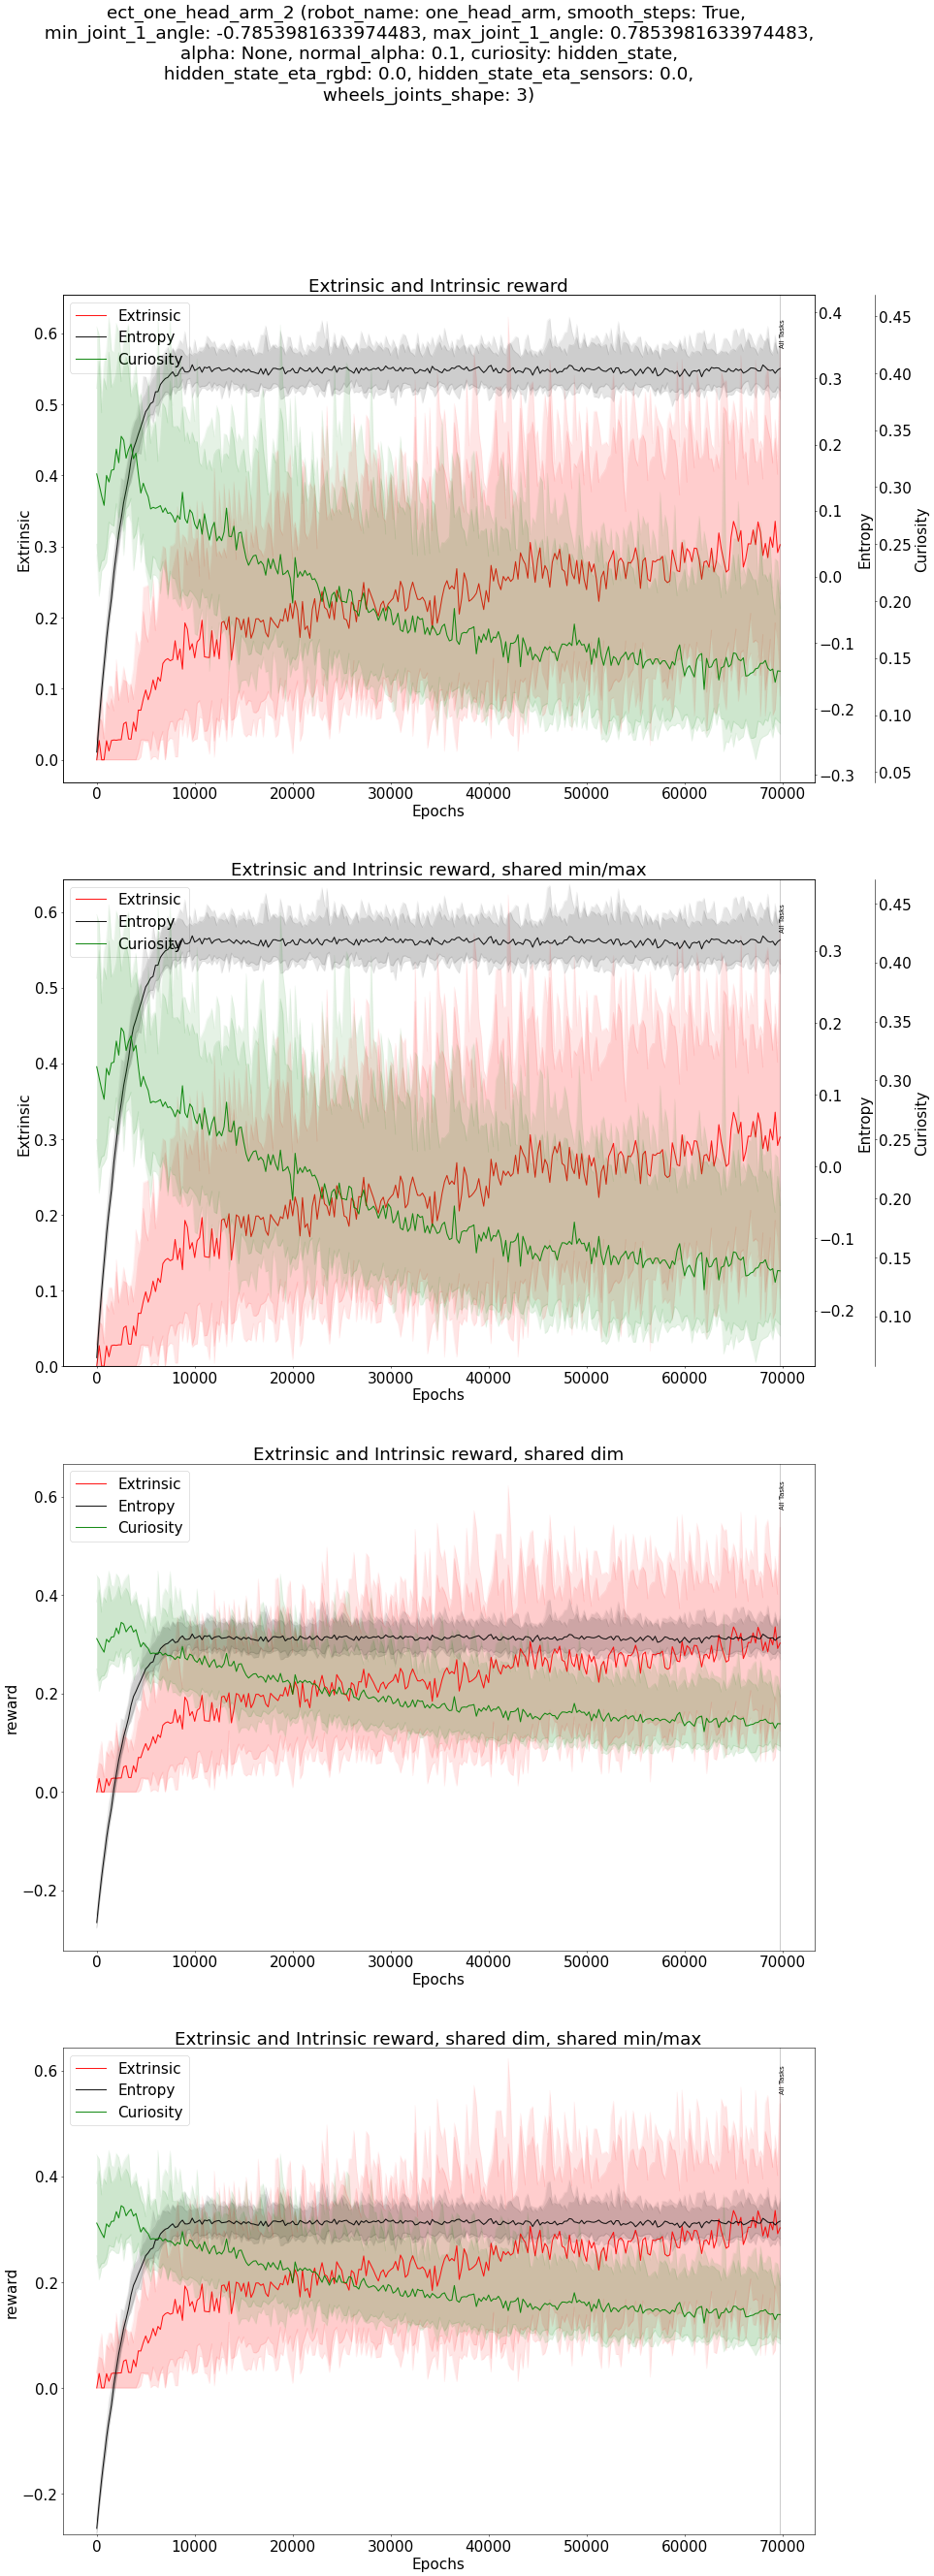 ect_one_head_arm_2 (robot_name: one_head_arm, smooth_steps: True,
min_joint_1_angle: -0.7853981633974483, max_joint_1_angle: 0.7853981633974483,
alpha: None, normal_alpha: 0.1, curiosity: hidden_state,
hidden_state_eta_rgbd: 0.0, hidden_state_eta_sensors: 0.0,
wheels_joints_shape: 3)
Extrinsic and Intrinsic reward
Extrinsic
Entropy
Curiosity
All Tasks
0.6
0.5
0.4
0.3
0.2
0.1
0.0
Extrinsic
0.4
0.3
0.2
0.1
0.0
−0.1
−0.2
−0.3
Entropy
0.45
0.40
0.35
0.30
0.25
0.20
0.15
0.10
0.05
Curiosity
0 10000 20000 30000 40000 50000 60000 70000
Epochs
Extrinsic and Intrinsic reward, shared min/max
Extrinsic
Entropy
Curiosity
All Tasks
0.6
0.5
0.4
0.3
0.2
0.1
0.0
Extrinsic
0.3
0.2
0.1
0.0
−0.1
−0.2
Entropy
0.45
0.40
0.35
0.30
0.25
0.20
0.15
0.10
Curiosity
0 10000 20000 30000 40000 50000 60000 70000
Epochs
Extrinsic and Intrinsic reward, shared dim
Extrinsic
Entropy
Curiosity
All Tasks
0.6
0.4
0.2
0.0
−0.2
reward
0 10000 20000 30000 40000 50000 60000 70000
Epochs
Extrinsic and Intrinsic reward, shared dim, shared min/max
Extrinsic
Entropy
Curiosity
All Tasks
0.6
0.4
0.2
0.0
−0.2
reward
0 10000 20000 30000 40000 50000 60000 70000
Epochs